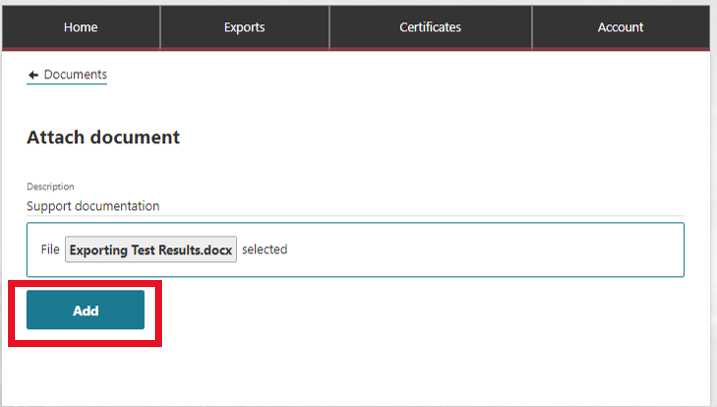 Home Exports Certificates Account
Documents
Attach document
Description
Support documentation
File Exporting Test Results.docx selected
Add